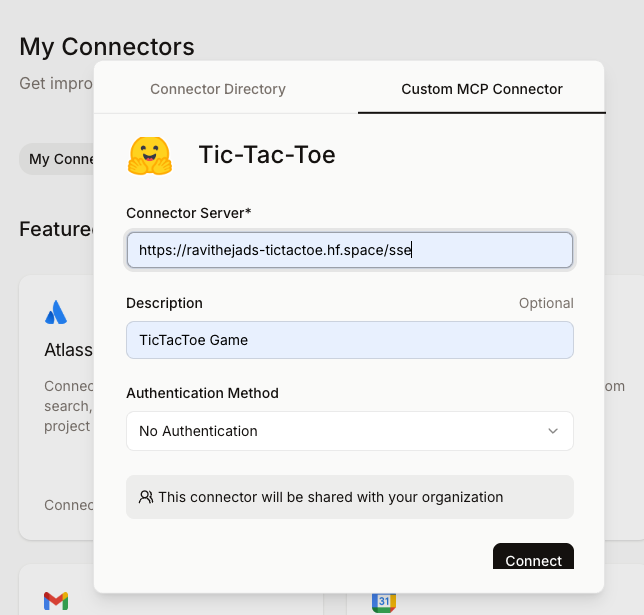 My Connectors
Get impro
Connector Directory
Custom MCP Connector
My Conne
Tic-Tac-Toe
Connector Server*
https://ravithejads-tictactoe.hf.space/sse
Featured
Description
Optional
TicTacToe Game
Atlass
Connec
search,
project
om
Authentication Method
No Authentication
This connector will be shared with your organization
Connec
Connect
31